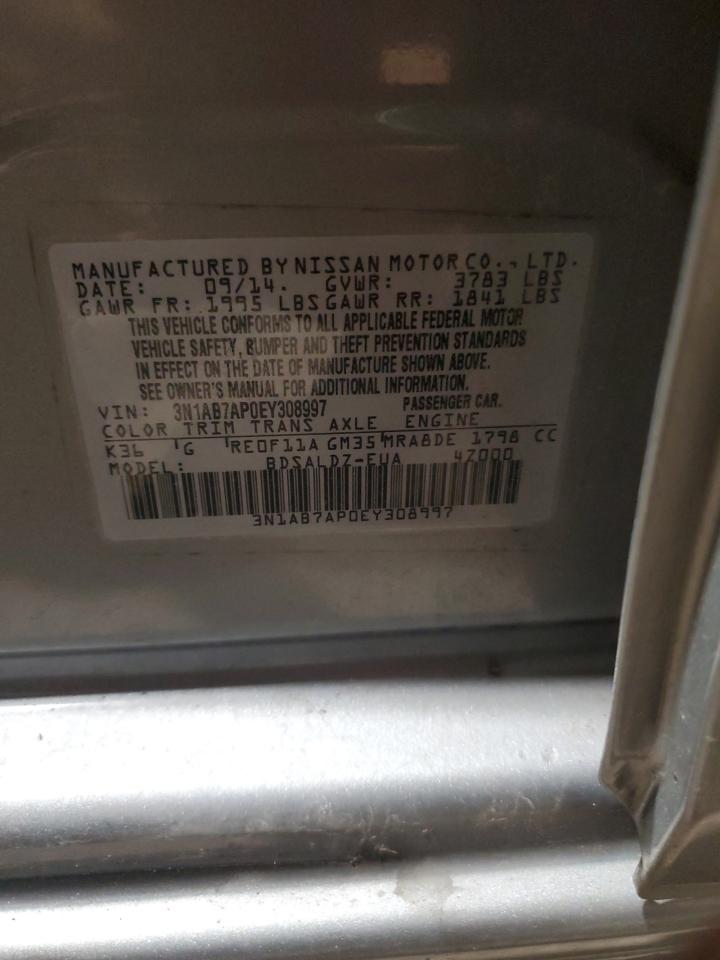 MANUFACTURED BY NISSAN MOTOR CO., LTD.
DATE: 09/14. GVWR: 3783 LBS
GAWR FR: 1995 LBS GAWR RR: 1841 LBS
THIS VEHICLE CONFORMS TO ALL APPLICABLE FEDERAL MOTOR
VEHICLE SAFETY, BUMPER AND THEFT PREVENTION STANDARDS
IN EFFECT ON THE DATE OF MANUFACTURE SHOWN ABOVE.
SEE OWNER'S MANUAL FOR ADDITIONAL INFORMATION.
VIN: 3N1AB7AP0EY308997 PASSENGER CAR.
COLOR TRIM TRANS AXLE ENGINE
K36 G RE0F11A GM35 MRA8DE 1798 CC
MODEL: BDSALDZ-EUA 4Z000
3N1AB7AP0EY308997